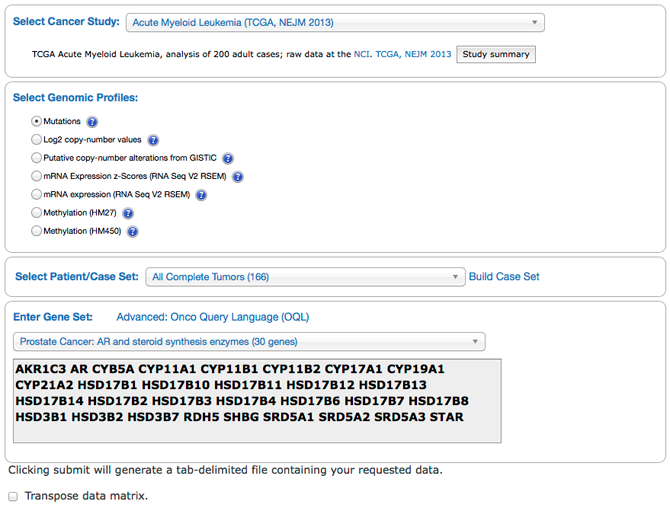 Select Cancer Study: Acute Myeloid Leukemia (TCGA, NEJM 2013)
TCGA Acute Myeloid Leukemia, analysis of 200 adult cases; raw data at the NCI. TCGA, NEJM 2013 Study summary
Select Genomic Profiles:
Mutations ?
Log2 copy-number values ?
Putative copy-number alterations from GISTIC ?
mRNA Expression z-Scores (RNA Seq V2 RSEM) ?
mRNA expression (RNA Seq V2 RSEM) ?
Methylation (HM27) ?
Methylation (HM450) ?
Select Patient/Case Set: All Complete Tumors (166) Build Case Set
Enter Gene Set: Advanced: Onco Query Language (OQL)
Prostate Cancer: AR and steroid synthesis enzymes (30 genes)
AKR1C3 AR CYB5A CYP11A1 CYP11B1 CYP11B2 CYP17A1 CYP19A1
CYP21A2 HSD17B1 HSD17B10 HSD17B11 HSD17B12 HSD17B13
HSD17B14 HSD17B2 HSD17B3 HSD17B4 HSD17B6 HSD17B7 HSD17B8
HSD3B1 HSD3B2 HSD3B7 RDH5 SHBG SRD5A1 SRD5A2 SRD5A3 STAR
Clicking submit will generate a tab-delimited file containing your requested data.
Transpose data matrix.